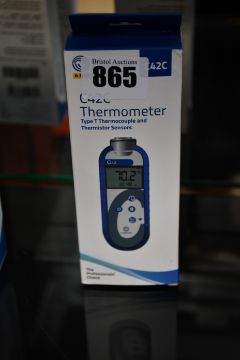 Bristol Auctions
865
C42C
C42C
Thermometer
Type T Thermocouple and
Thermistor Sensors
70.2
The
Professionals'
Choice